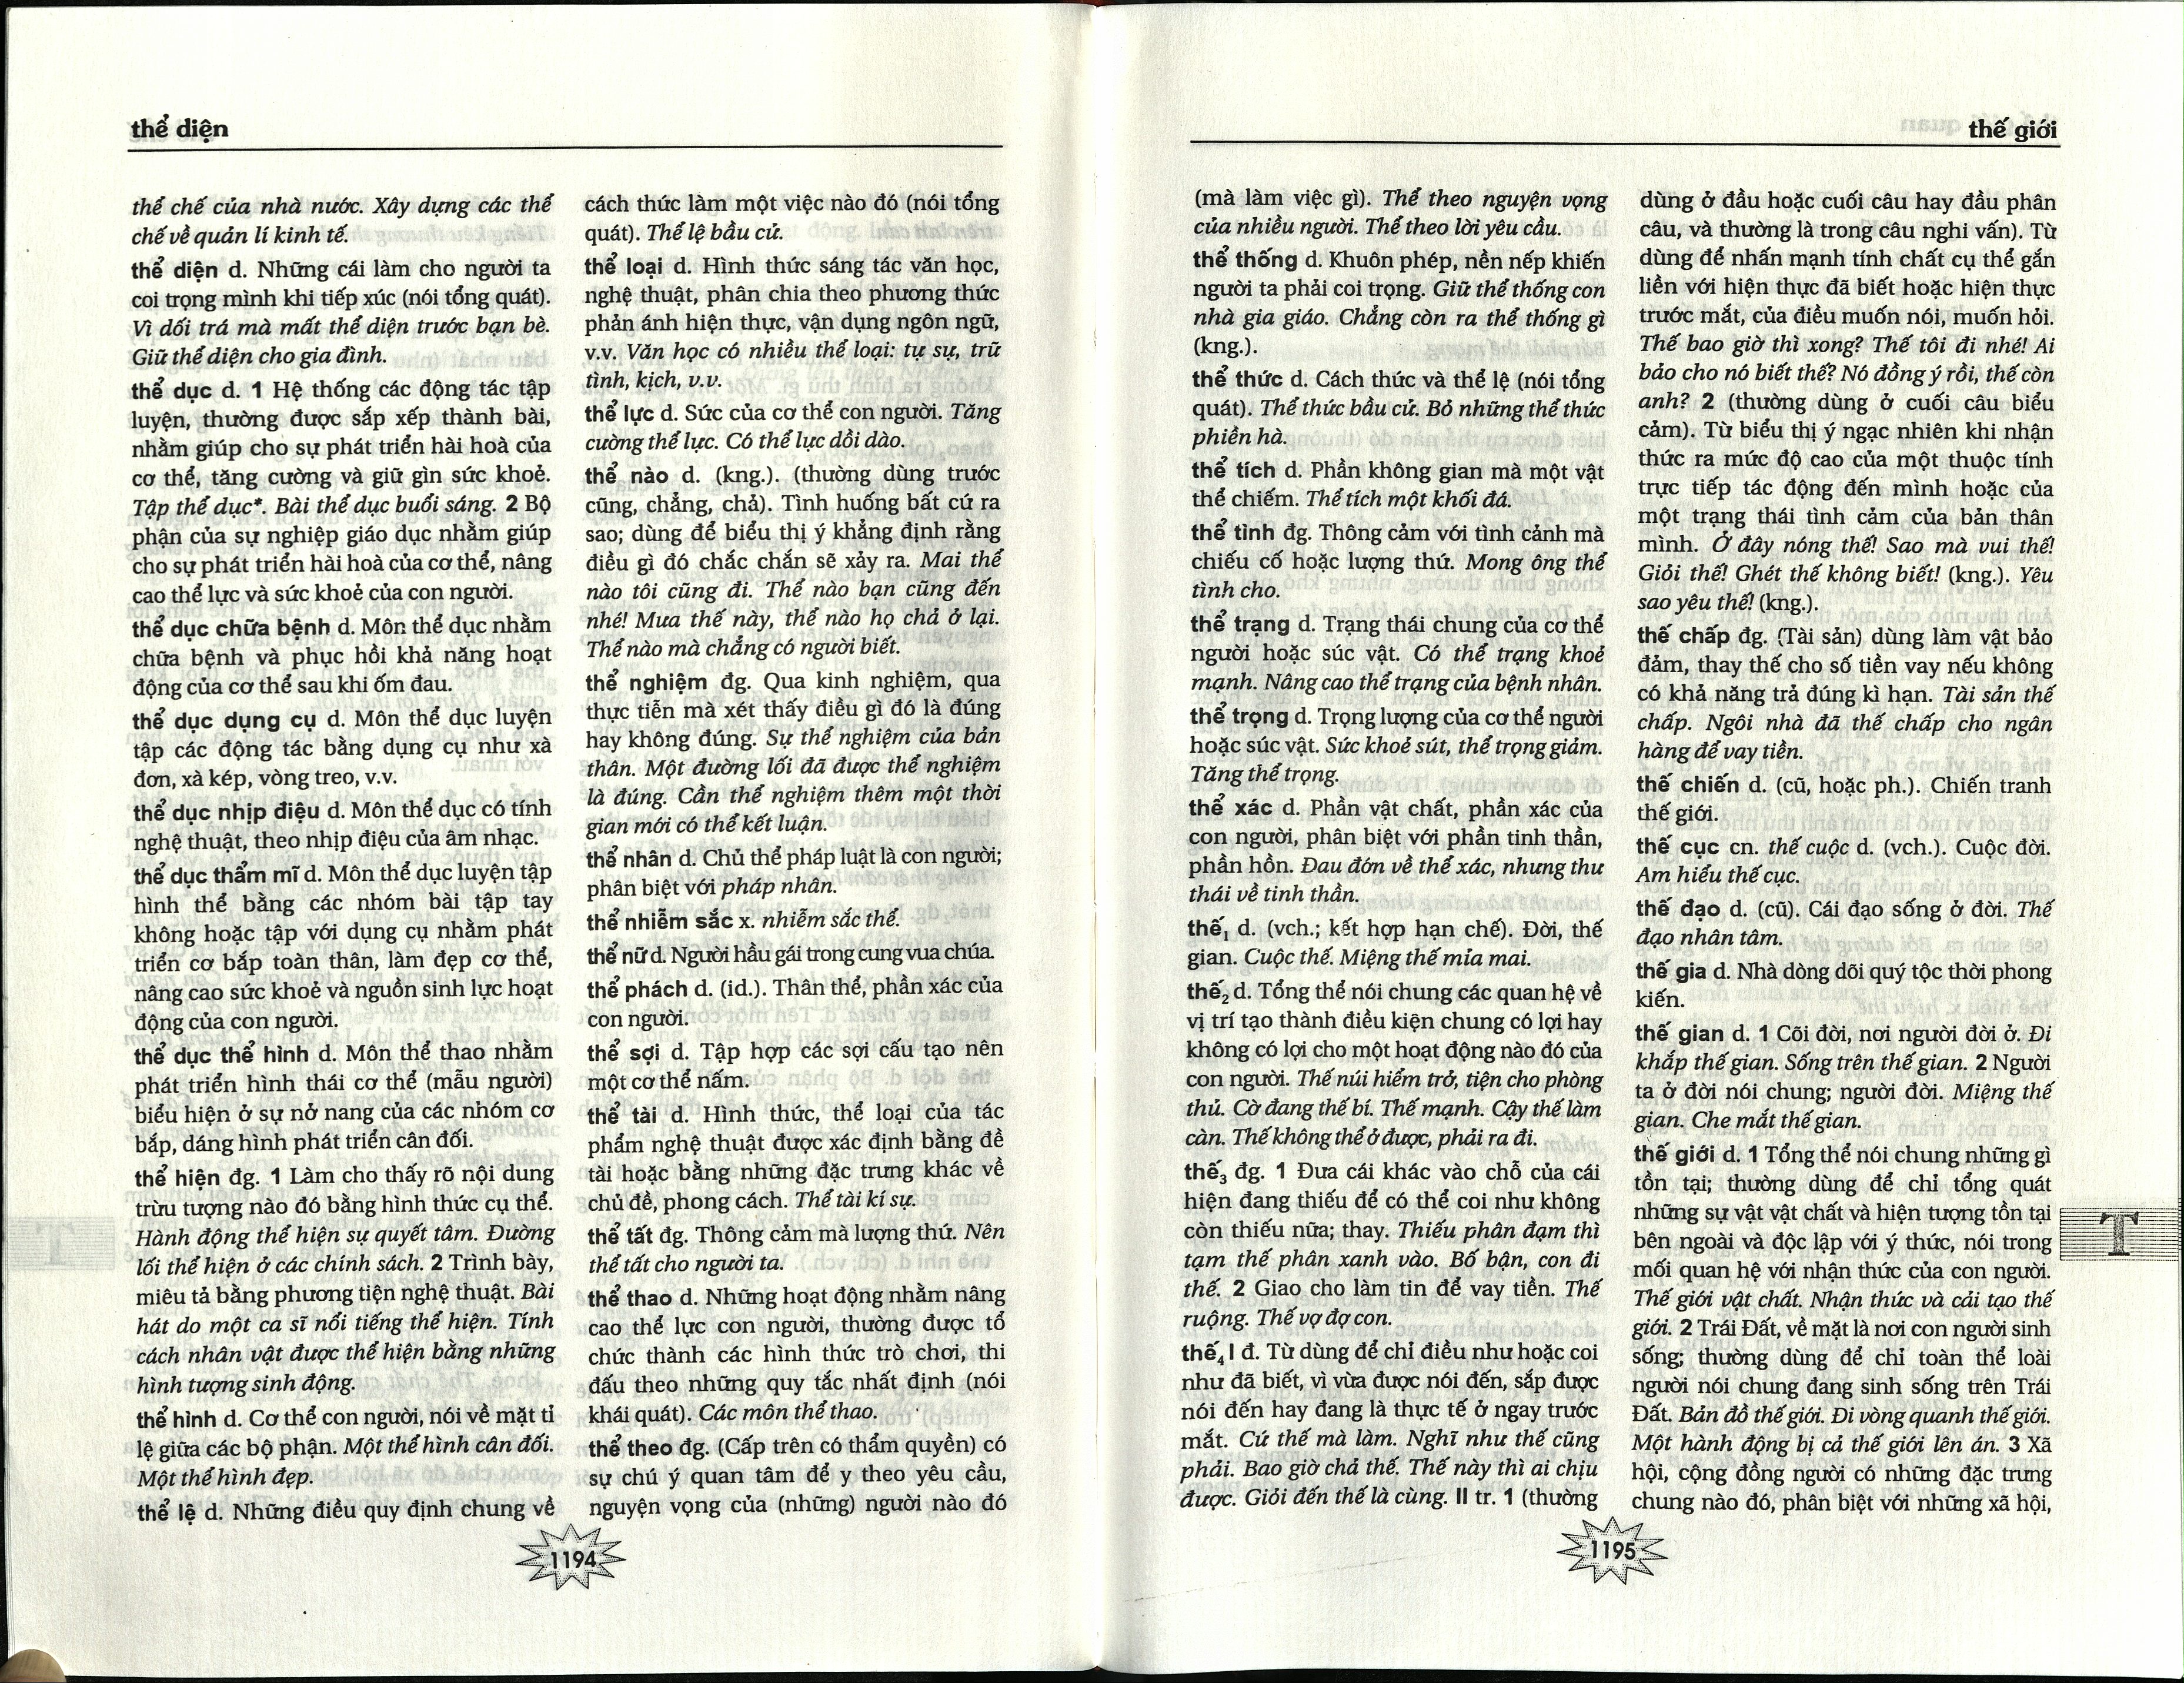 thể diện
thể chế của nhà nước. Xây dựng các thể
chế về quản lí kinh tế.
thể diện d. Những cái làm cho người ta
coi trọng mình khi tiếp xúc (nói tổng quát).
Vì dối trá mà mất thể diện trước bạn bè.
Giữ thể diện cho gia đình.
thể dục d. 1 Hệ thống các động tác tập
luyện, thường được sắp xếp thành bài,
nhằm giúp cho sự phát triển hài hoà của
cơ thể, tăng cường và giữ gìn sức khoẻ.
Tập thể dục*. Bài thể dục buổi sáng. 2 Bộ
phận của sự nghiệp giáo dục nhằm giúp
cho sự phát triển hài hoà của cơ thể, nâng
cao thể lực và sức khoẻ của con người.
thể dục chữa bệnh d. Môn thể dục nhằm
chữa bệnh và phục hồi khả năng hoạt
động của cơ thể sau khi ốm đau.
thể dục dụng cụ d. Môn thể dục luyện
tập các động tác bằng dụng cụ như xà
đơn, xà kép, vòng treo, v.v.
thể dục nhịp điệu d. Môn thể dục có tính
nghệ thuật, theo nhịp điệu của âm nhạc.
thể dục thẩm mĩ d. Môn thể dục luyện tập
hình thể bằng các nhóm bài tập tay
không hoặc tập với dụng cụ nhằm phát
triển cơ bắp toàn thân, làm đẹp cơ thể,
nâng cao sức khoẻ và nguồn sinh lực hoạt
động của con người.
thể dục thể hình d. Môn thể thao nhằm
phát triển hình thái cơ thể (mẫu người)
biểu hiện ở sự nở nang của các nhóm cơ
bắp, dáng hình phát triển cân đối.
thể hiện đg. 1 Làm cho thấy rõ nội dung
trừu tượng nào đó bằng hình thức cụ thể.
Hành động thể hiện sự quyết tâm. Đường
lối thể hiện ở các chính sách. 2 Trình bày,
miêu tả bằng phương tiện nghệ thuật. Bài
hát do một ca sĩ nổi tiếng thể hiện. Tính
cách nhân vật được thể hiện bằng những
hình tượng sinh động.
thể hình d. Cơ thể con người, nói về mặt tỉ
lệ giữa các bộ phận. Một thể hình cân đối.
Một thể hình đẹp.
thể lệ d. Những điều quy định chung về
cách thức làm một việc nào đó (nói tổng
quát). Thể lệ bầu cử.
thể loại d. Hình thức sáng tác văn học,
nghệ thuật, phân chia theo phương thức
phản ánh hiện thực, vận dụng ngôn ngữ,
v.v. Văn học có nhiều thể loại: tự sự, trữ
tình, kịch, v.v.
thể lực d. Sức của cơ thể con người. Tăng
cường thể lực. Có thể lực dồi dào.
thể nào d. (kng.). (thường dùng trước
cũng, chẳng, chả). Tình huống bất cứ ra
sao; dùng để biểu thị ý khẳng định rằng
điều gì đó chắc chắn sẽ xảy ra. Mai thể
nào tôi cũng đi. Thể nào bạn cũng đến
nhé! Mưa thế này, thể nào họ chả ở lại.
Thể nào mà chẳng có người biết.
thể nghiệm đg. Qua kinh nghiệm, qua
thực tiễn mà xét thấy điều gì đó là đúng
hay không đúng. Sự thể nghiệm của bản
thân. Một đường lối đã được thể nghiệm
là đúng. Cần thể nghiệm thêm một thời
gian mới có thể kết luận.
thể nhân d. Chủ thể pháp luật là con người;
phân biệt với pháp nhân.
thể nhiễm sắc x. nhiễm sắc thể.
thể nữ d. Người hầu gái trong cung vua chúa.
thể phách d. (id.). Thân thể, phần xác của
con người.
thể sợi d. Tập hợp các sợi cấu tạo nên
một cơ thể nấm.
thể tài d. Hình thức, thể loại của tác
phẩm nghệ thuật được xác định bằng đề
tài hoặc bằng những đặc trưng khác về
chủ đề, phong cách. Thể tài kí sự.
thể tất đg. Thông cảm mà lượng thứ. Nên
thể tất cho người ta.
thể thao d. Những hoạt động nhằm nâng
cao thể lực con người, thường được tổ
chức thành các hình thức trò chơi, thi
đấu theo những quy tắc nhất định (nói
khái quát). Các môn thể thao.
thể theo đg. (Cấp trên có thẩm quyền) có
sự chú ý quan tâm để y theo yêu cầu,
nguyện vọng của (những) người nào đó
1194
thế giới
(mà làm việc gì). Thể theo nguyện vọng
của nhiều người. Thể theo lời yêu cầu.
thể thống d. Khuôn phép, nền nếp khiến
người ta phải coi trọng. Giữ thể thống con
nhà gia giáo. Chẳng còn ra thể thống gì
(kng.).
thể thức d. Cách thức và thể lệ (nói tổng
quát). Thể thức bầu cử. Bỏ những thể thức
phiền hà.
thể tích d. Phần không gian mà một vật
thể chiếm. Thể tích một khối đá.
thể tình đg. Thông cảm với tình cảnh mà
chiếu cố hoặc lượng thứ. Mong ông thể
tình cho.
thể trạng d. Trạng thái chung của cơ thể
người hoặc súc vật. Có thể trạng khoẻ
mạnh. Nâng cao thể trạng của bệnh nhân.
thể trọng d. Trọng lượng của cơ thể người
hoặc súc vật. Sức khoẻ sút, thể trọng giảm.
Tăng thể trọng.
thể xác d. Phần vật chất, phần xác của
con người, phân biệt với phần tinh thần,
phần hồn. Đau đớn về thể xác, nhưng thư
thái về tinh thần.
thế₁ d. (vch.; kết hợp hạn chế). Đời, thế
gian. Cuộc thế. Miệng thế mỉa mai.
thế₂ d. Tổng thể nói chung các quan hệ về
vị trí tạo thành điều kiện chung có lợi hay
không có lợi cho một hoạt động nào đó của
con người. Thế núi hiểm trở, tiện cho phòng
thủ. Cờ đang thế bí. Thế mạnh. Cậy thế làm
càn. Thế không thể ở được, phải ra đi.
thế₃ đg. 1 Đưa cái khác vào chỗ của cái
hiện đang thiếu để có thể coi như không
còn thiếu nữa; thay. Thiếu phân đạm thì
tạm thế phân xanh vào. Bố bận, con đi
thế. 2 Giao cho làm tin để vay tiền. Thế
ruộng. Thế vợ đợ con.
thế₄ I đ. Từ dùng để chỉ điều như hoặc coi
như đã biết, vì vừa được nói đến, sắp được
nói đến hay đang là thực tế ở ngay trước
mắt. Cứ thế mà làm. Nghĩ như thế cũng
phải. Bao giờ chả thế. Thế này thì ai chịu
được. Giỏi đến thế là cùng. II tr. 1 (thường
dùng ở đầu hoặc cuối câu hay đầu phân
câu, và thường là trong câu nghi vấn). Từ
dùng để nhấn mạnh tính chất cụ thể gắn
liền với hiện thực đã biết hoặc hiện thực
trước mắt, của điều muốn nói, muốn hỏi.
Thế bao giờ thì xong? Thế tôi đi nhé! Ai
bảo cho nó biết thế? Nó đồng ý rồi, thế còn
anh? 2 (thường dùng ở cuối câu biểu
cảm). Từ biểu thị ý ngạc nhiên khi nhận
thức ra mức độ cao của một thuộc tính
trực tiếp tác động đến mình hoặc của
một trạng thái tình cảm của bản thân
mình. Ở đây nóng thế! Sao mà vui thế!
Giỏi thế! Ghét thế không biết! (kng.). Yêu
sao yêu thế! (kng.).
thế chấp đg. (Tài sản) dùng làm vật bảo
đảm, thay thế cho số tiền vay nếu không
có khả năng trả đúng kì hạn. Tài sản thế
chấp. Ngôi nhà đã thế chấp cho ngân
hàng để vay tiền.
thế chiến d. (cũ, hoặc ph.). Chiến tranh
thế giới.
thế cục cn. thế cuộc d. (vch.). Cuộc đời.
Am hiểu thế cục.
thế đạo d. (cũ). Cái đạo sống ở đời. Thế
đạo nhân tâm.
thế gia d. Nhà dòng dõi quý tộc thời phong
kiến.
thế gian d. 1 Cõi đời, nơi người đời ở. Đi
khắp thế gian. Sống trên thế gian. 2 Người
ta ở đời nói chung; người đời. Miệng thế
gian. Che mắt thế gian.
thế giới d. 1 Tổng thể nói chung những gì
tồn tại; thường dùng để chỉ tổng quát
những sự vật vật chất và hiện tượng tồn tại
bên ngoài và độc lập với ý thức, nói trong
mối quan hệ với nhận thức của con người.
Thế giới vật chất. Nhận thức và cải tạo thế
giới. 2 Trái Đất, về mặt là nơi con người sinh
sống; thường dùng để chỉ toàn thể loài
người nói chung đang sinh sống trên Trái
Đất. Bản đồ thế giới. Đi vòng quanh thế giới.
Một hành động bị cả thế giới lên án. 3 Xã
hội, cộng đồng người có những đặc trưng
chung nào đó, phân biệt với những xã hội,
T
1195